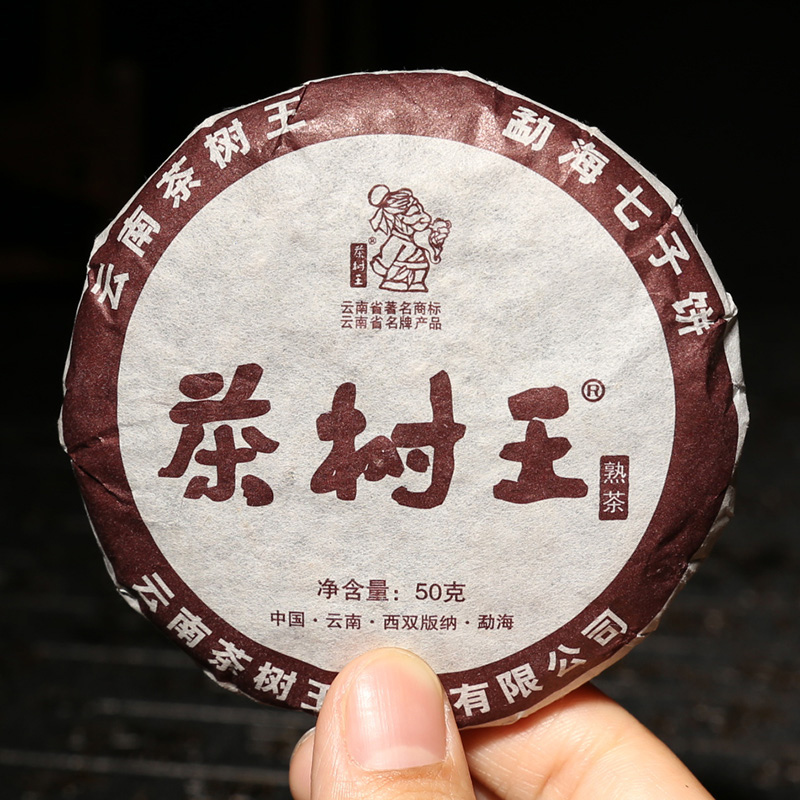 云南茶树王
勐海七子饼
茶树王
®
云南省著名商标
云南省名牌产品
茶树王®
熟茶
净含量：50克
中国·云南·西双版纳·勐海
云南茶树王
有限公司